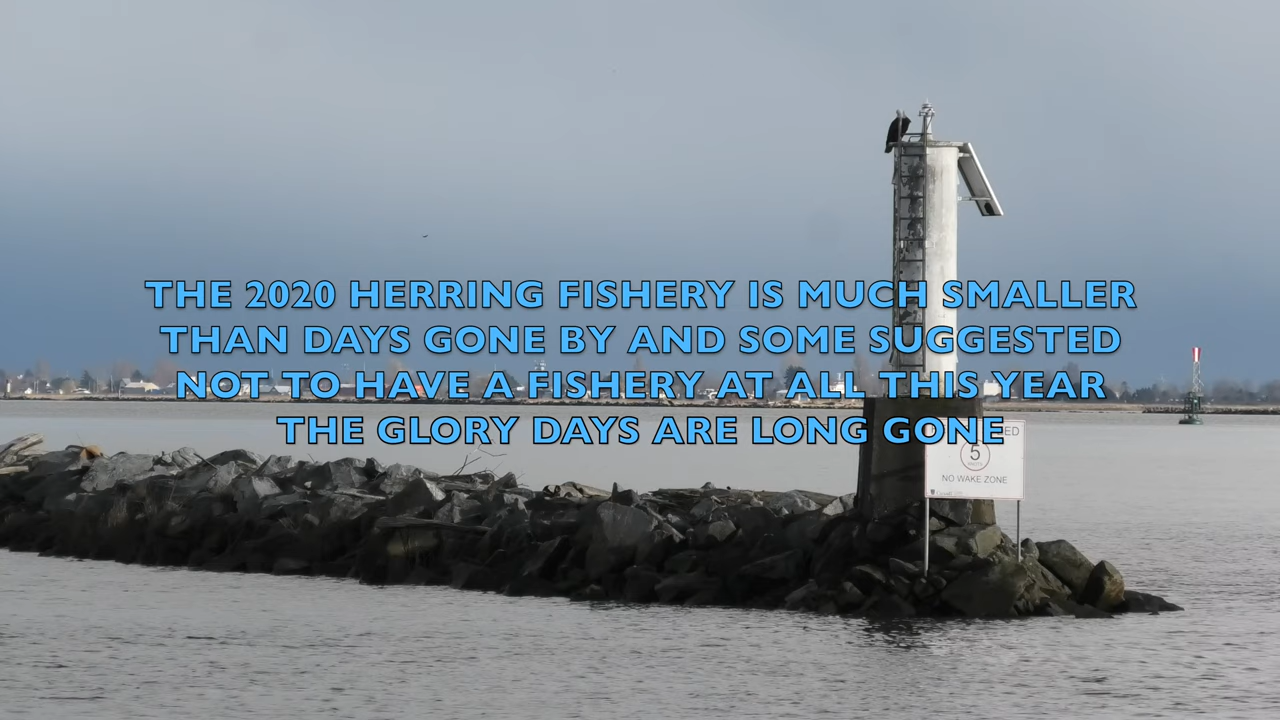 THE 2020 HERRING FISHERY IS MUCH SMALLER
THAN DAYS GONE BY AND SOME SUGGESTED
NOT TO HAVE A FISHERY AT ALL THIS YEAR
THE GLORY DAYS ARE LONG GONE
5
NO WAKE ZONE